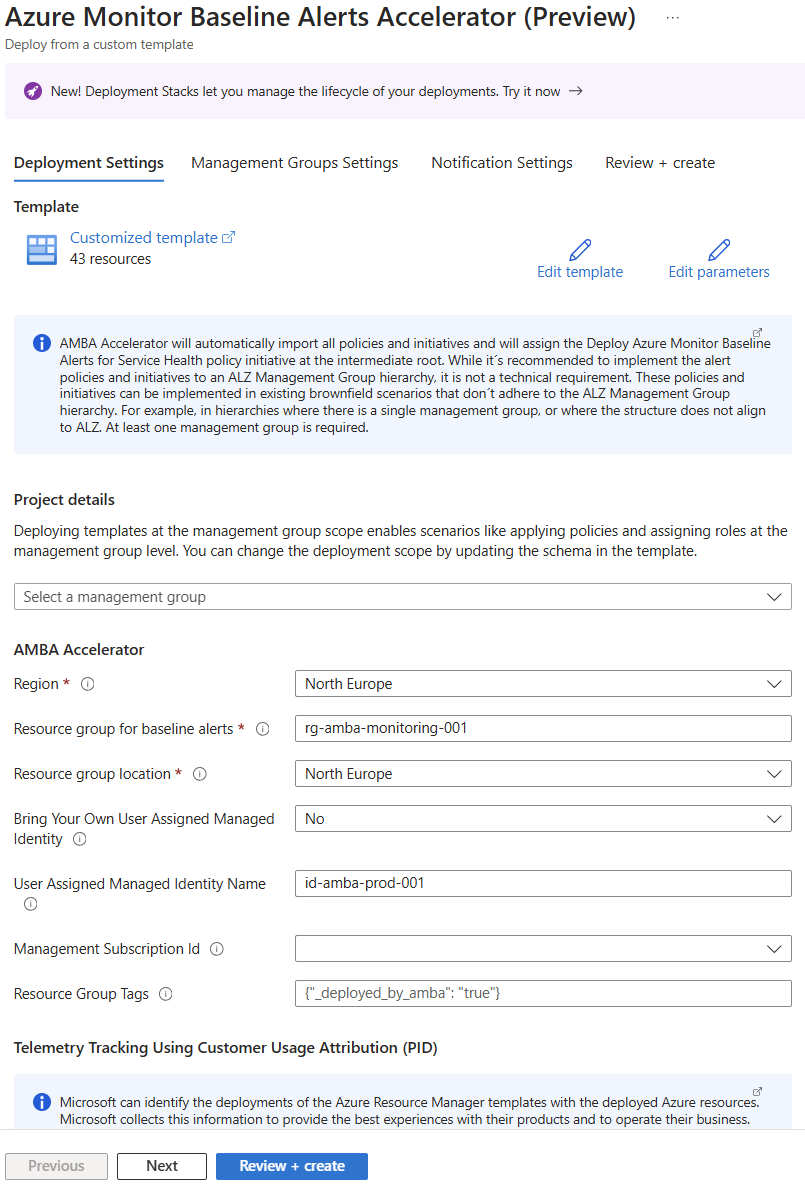 Azure Monitor Baseline Alerts Accelerator (Preview) ...
Deploy from a custom template
New! Deployment Stacks let you manage the lifecycle of your deployments. Try it now →
Deployment Settings Management Groups Settings Notification Settings Review + create
Template
Customized template
43 resources
Edit template Edit parameters
AMBA Accelerator will automatically import all policies and initiatives and will assign the Deploy Azure Monitor Baseline
Alerts for Service Health policy initiative at the intermediate root. While it´s recommended to implement the alert
policies and initiatives to an ALZ Management Group hierarchy, it is not a technical requirement. These policies and
initiatives can be implemented in existing brownfield scenarios that don´t adhere to the ALZ Management Group
hierarchy. For example, in hierarchies where there is a single management group, or where the structure does not align
to ALZ. At least one management group is required.
Project details
Deploying templates at the management group scope enables scenarios like applying policies and assigning roles at the
management group level. You can change the deployment scope by updating the schema in the template.
Select a management group
AMBA Accelerator
Region * North Europe
Resource group for baseline alerts * rg-amba-monitoring-001
Resource group location * North Europe
Bring Your Own User Assigned Managed No
Identity
User Assigned Managed Identity Name id-amba-prod-001
Management Subscription Id
Resource Group Tags {"_deployed_by_amba": "true"}
Telemetry Tracking Using Customer Usage Attribution (PID)
Microsoft can identify the deployments of the Azure Resource Manager templates with the deployed Azure resources.
Microsoft collects this information to provide the best experiences with their products and to operate their business.
Previous Next Review + create